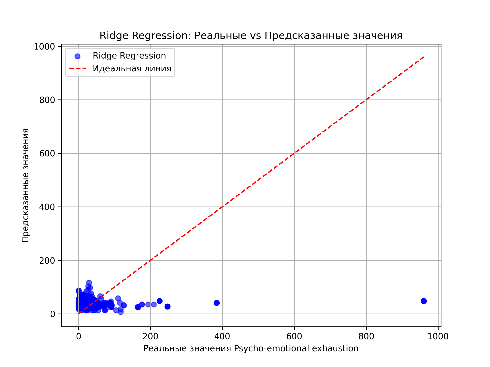 Ridge Regression: Реальные vs Предсказанные значения
Ridge Regression
Идеальная линия
Предсказанные значения
1000
800
600
400
200
0
0
200
400
600
800
1000
Реальные значения Psycho-emotional exhaustion